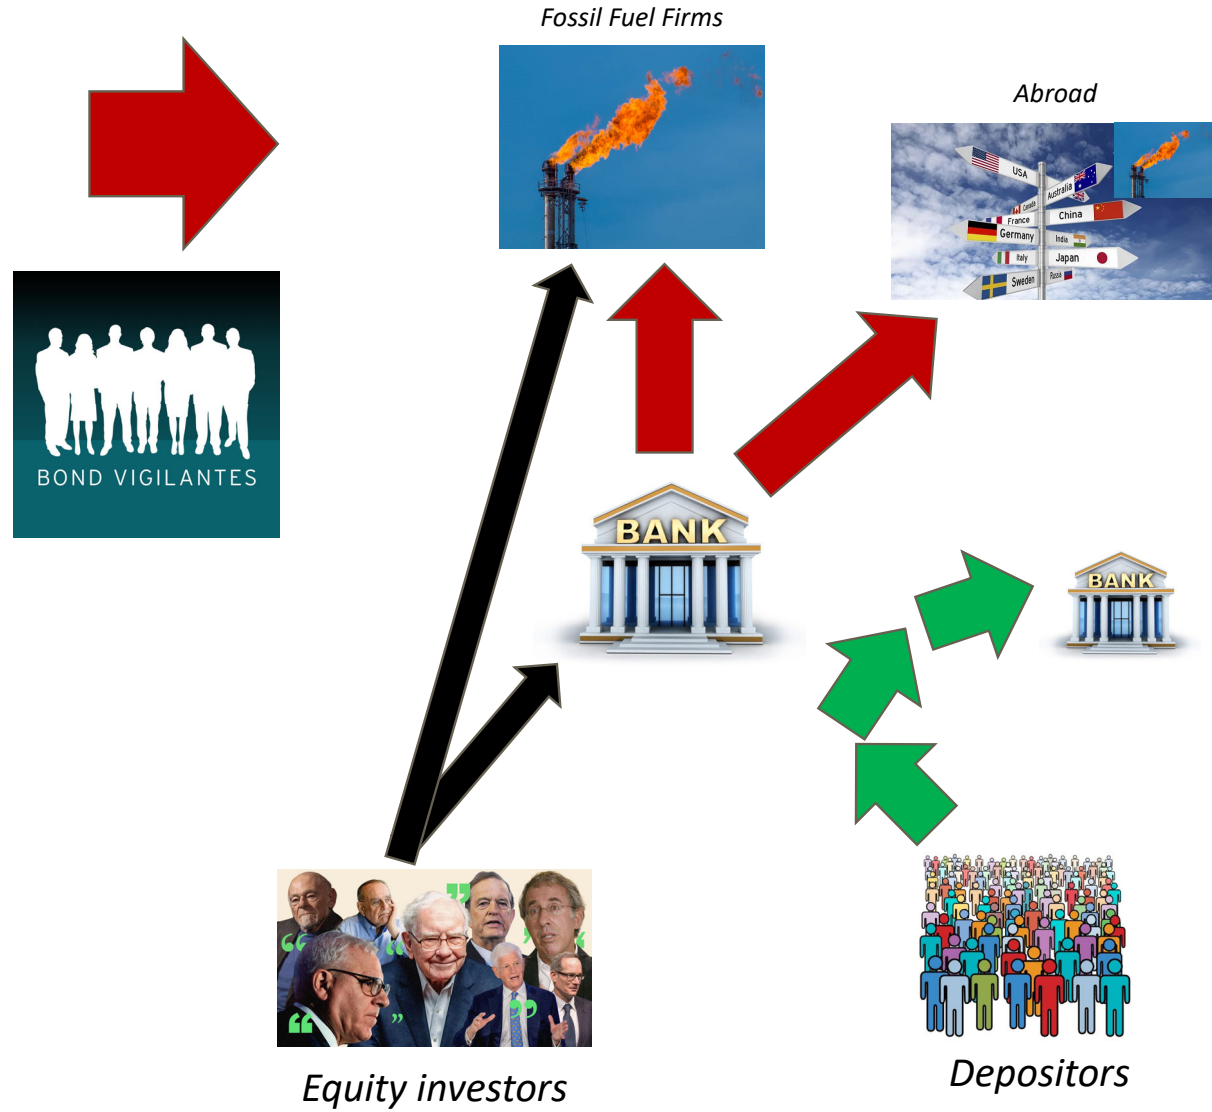 Fossil Fuel Firms
Abroad
USA
Australia
Canada
France
China
Germany
India
Italy
Japan
Sweden
Russia
BOND VIGILANTES
BANK
BANK
Equity investors
Depositors